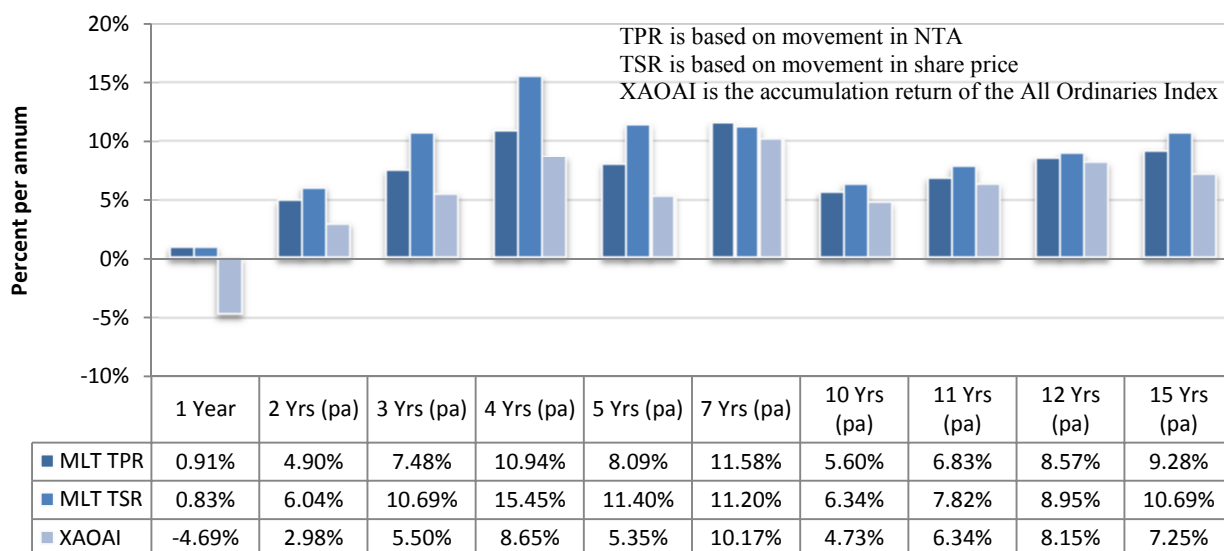 20%
TPR is based on movement in NTA
TSR is based on movement in share price
XAOAI is the accumulation return of the All Ordinaries Index
15%
10%
5%
0%
-5%
-10%
Percent per annum
1 Year 2 Yrs (pa) 3 Yrs (pa) 4 Yrs (pa) 5 Yrs (pa) 7 Yrs (pa) 10 Yrs (pa) 11 Yrs (pa) 12 Yrs (pa) 15 Yrs (pa)
MLT TPR 0.91% 4.90% 7.48% 10.94% 8.09% 11.58% 5.60% 6.83% 8.57% 9.28%
MLT TSR 0.83% 6.04% 10.69% 15.45% 11.40% 11.20% 6.34% 7.82% 8.95% 10.69%
XAOAI -4.69% 2.98% 5.50% 8.65% 5.35% 10.17% 4.73% 6.34% 8.15% 7.25%